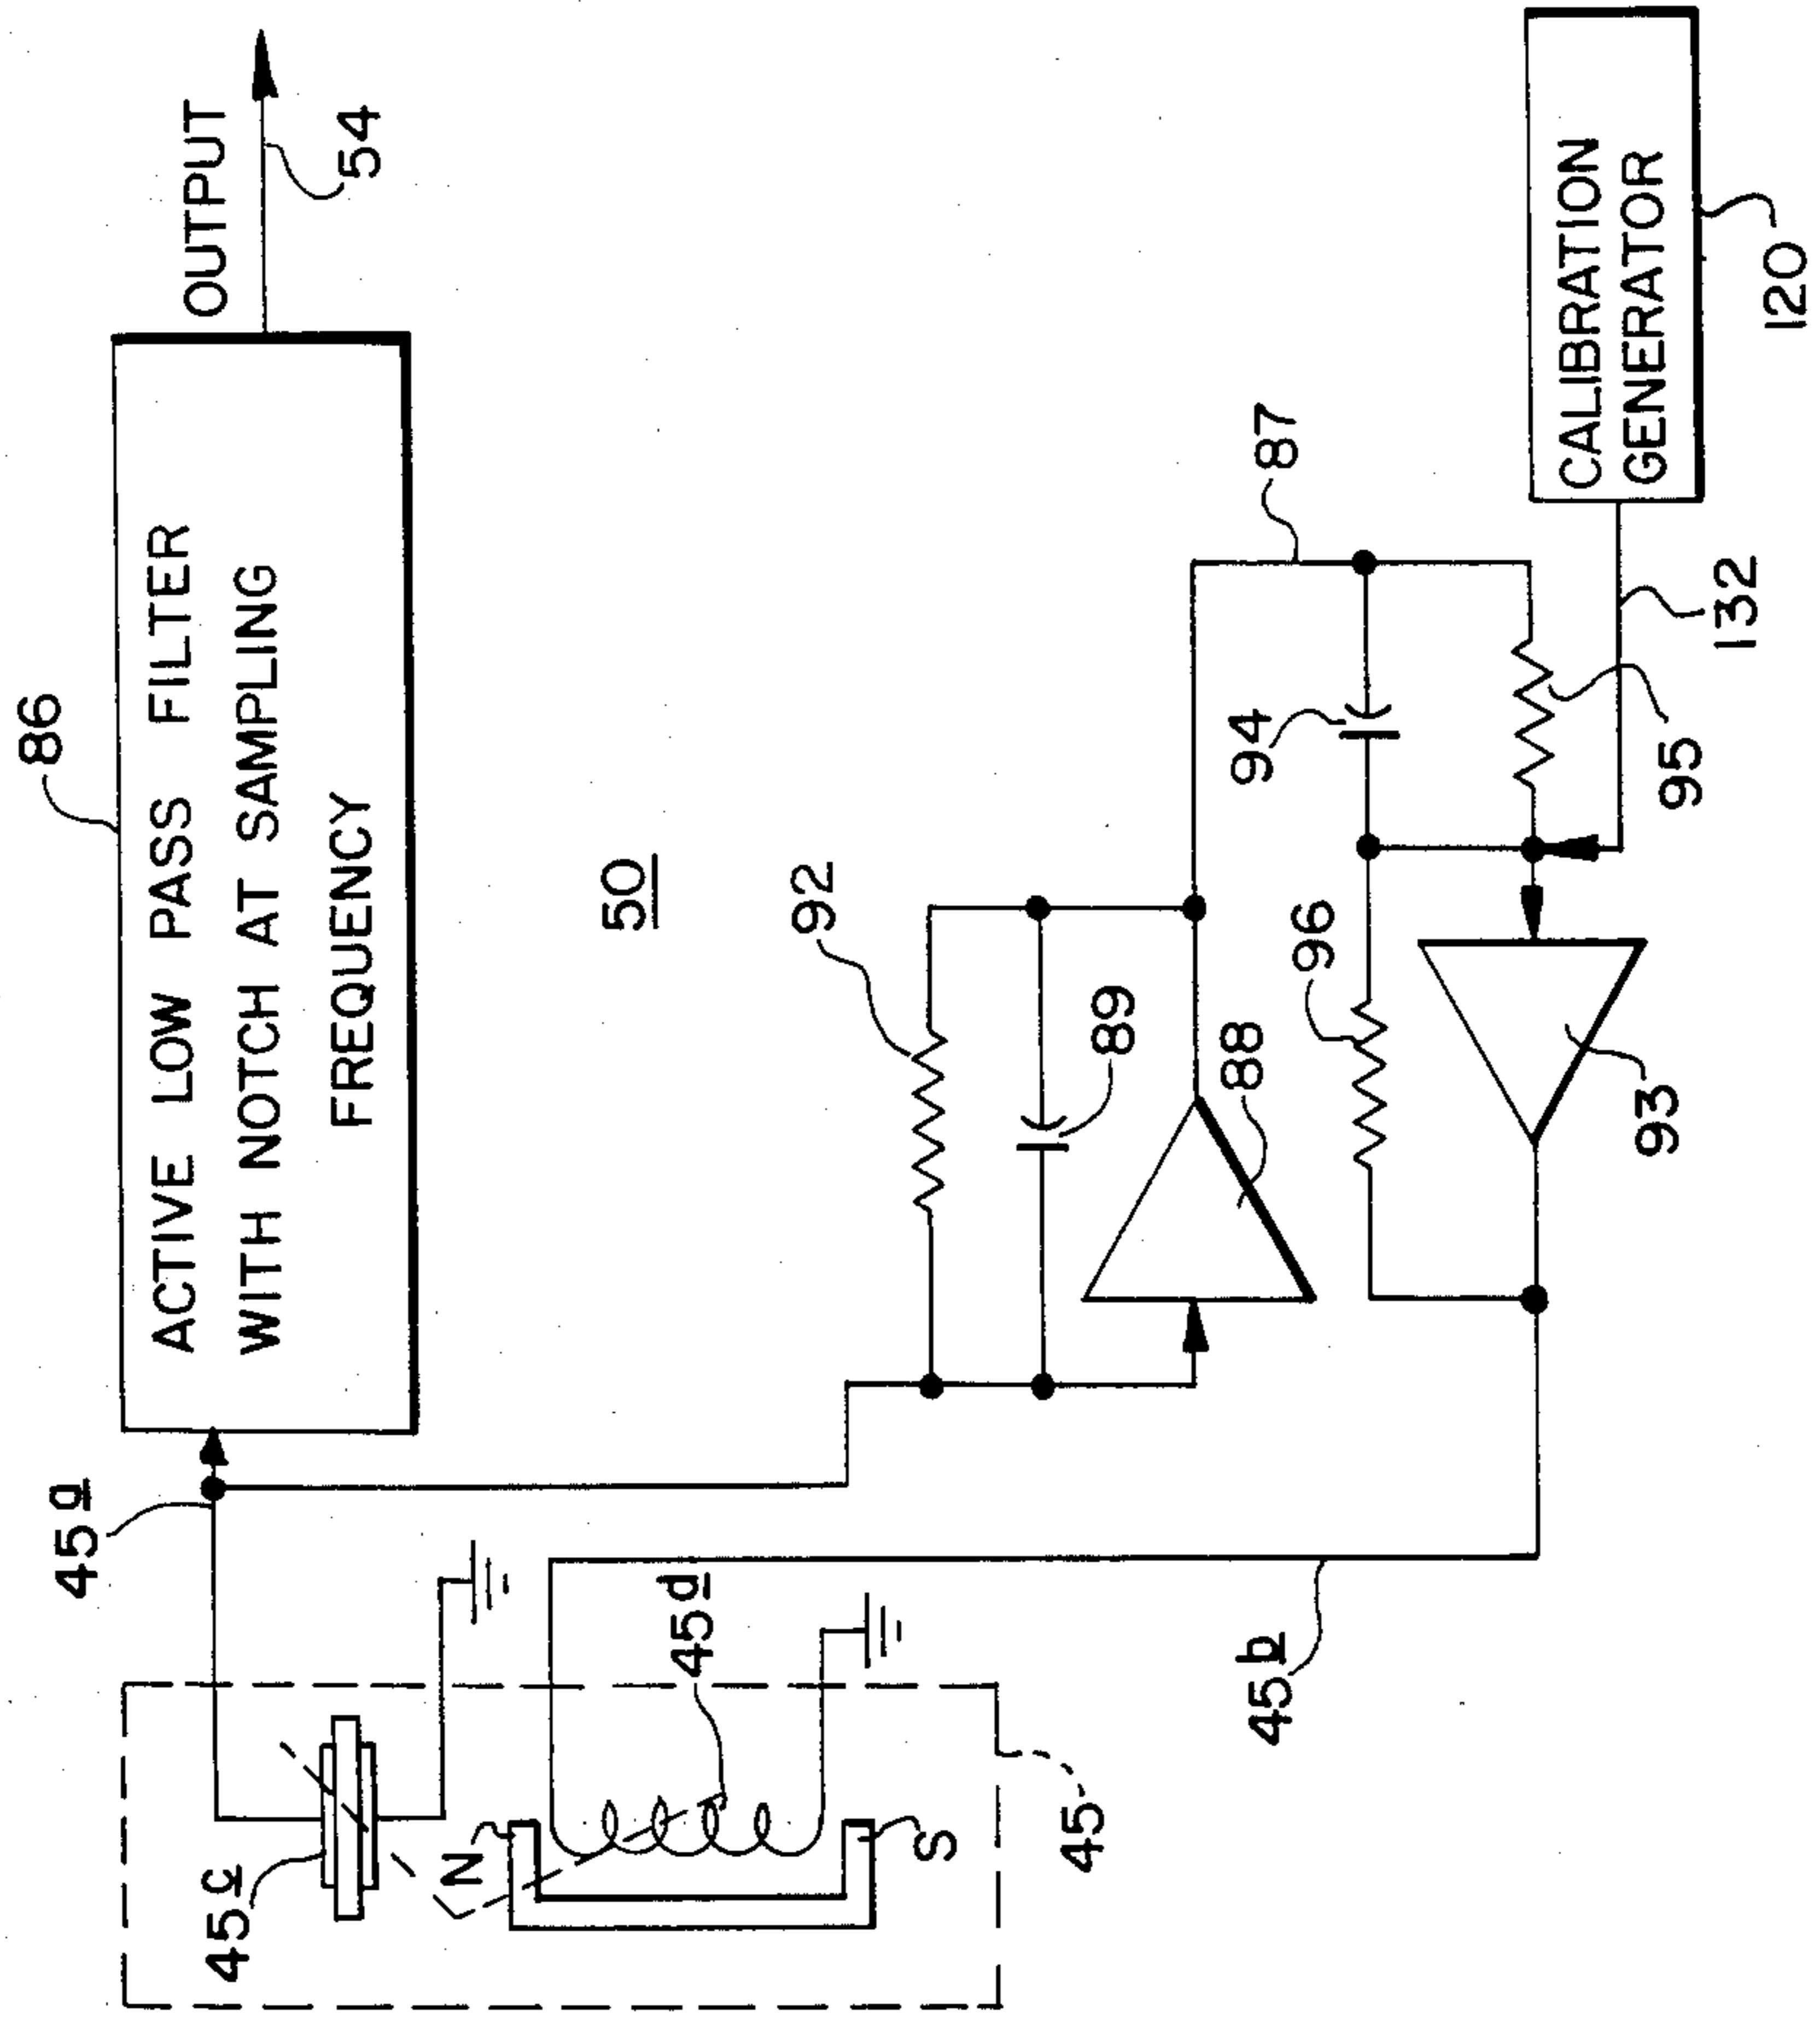 86
ACTIVE LOW PASS FILTER
WITH NOTCH AT SAMPLING
FREQUENCY
OUTPUT
54
45a
45c
N
S
45d
45
45b
50
92
89
88
87
94
95
96
93
132
CALIBRATION
GENERATOR
120